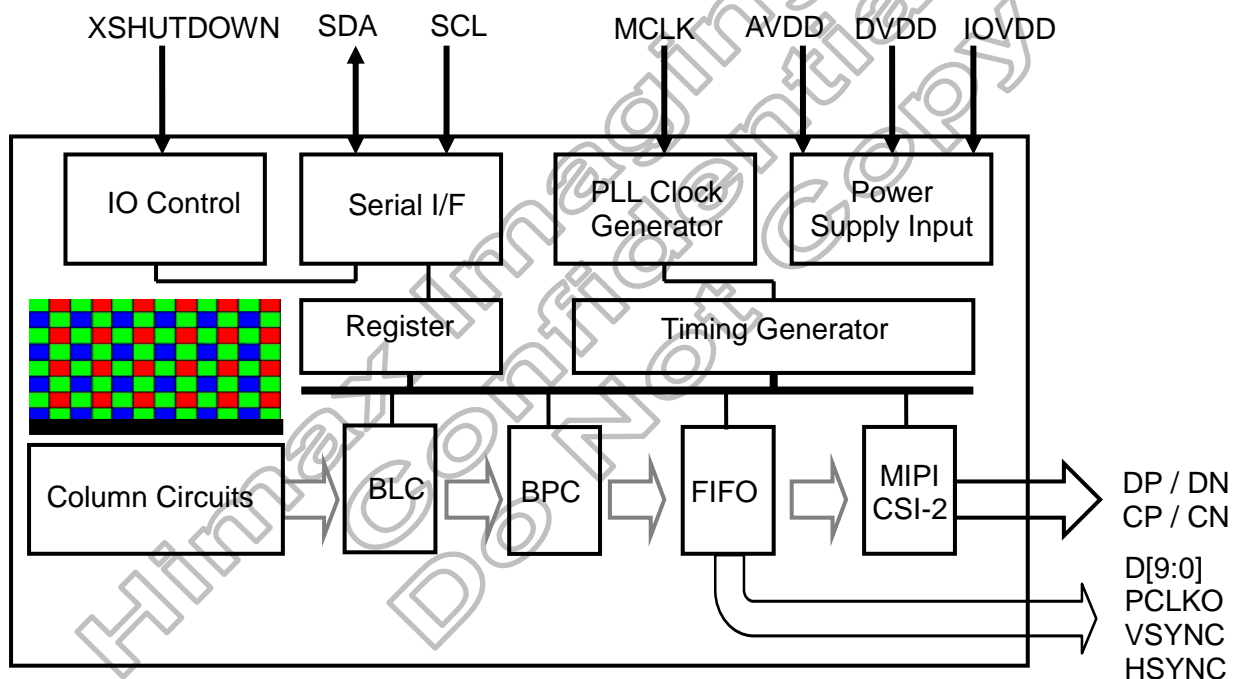 XSHUTDOWN SDA SCL MCLK AVDD DVDD IOVDD
IO Control
Serial I/F
PLL Clock
Generator
Power
Supply Input
Register
Timing Generator
Column Circuits
BLC
BPC
FIFO
MIPI
CSI-2
DP / DN
CP / CN
D[9:0]
PCLKO
VSYNC
HSYNC
Himax Imaging
Confidential
Do Not Copy